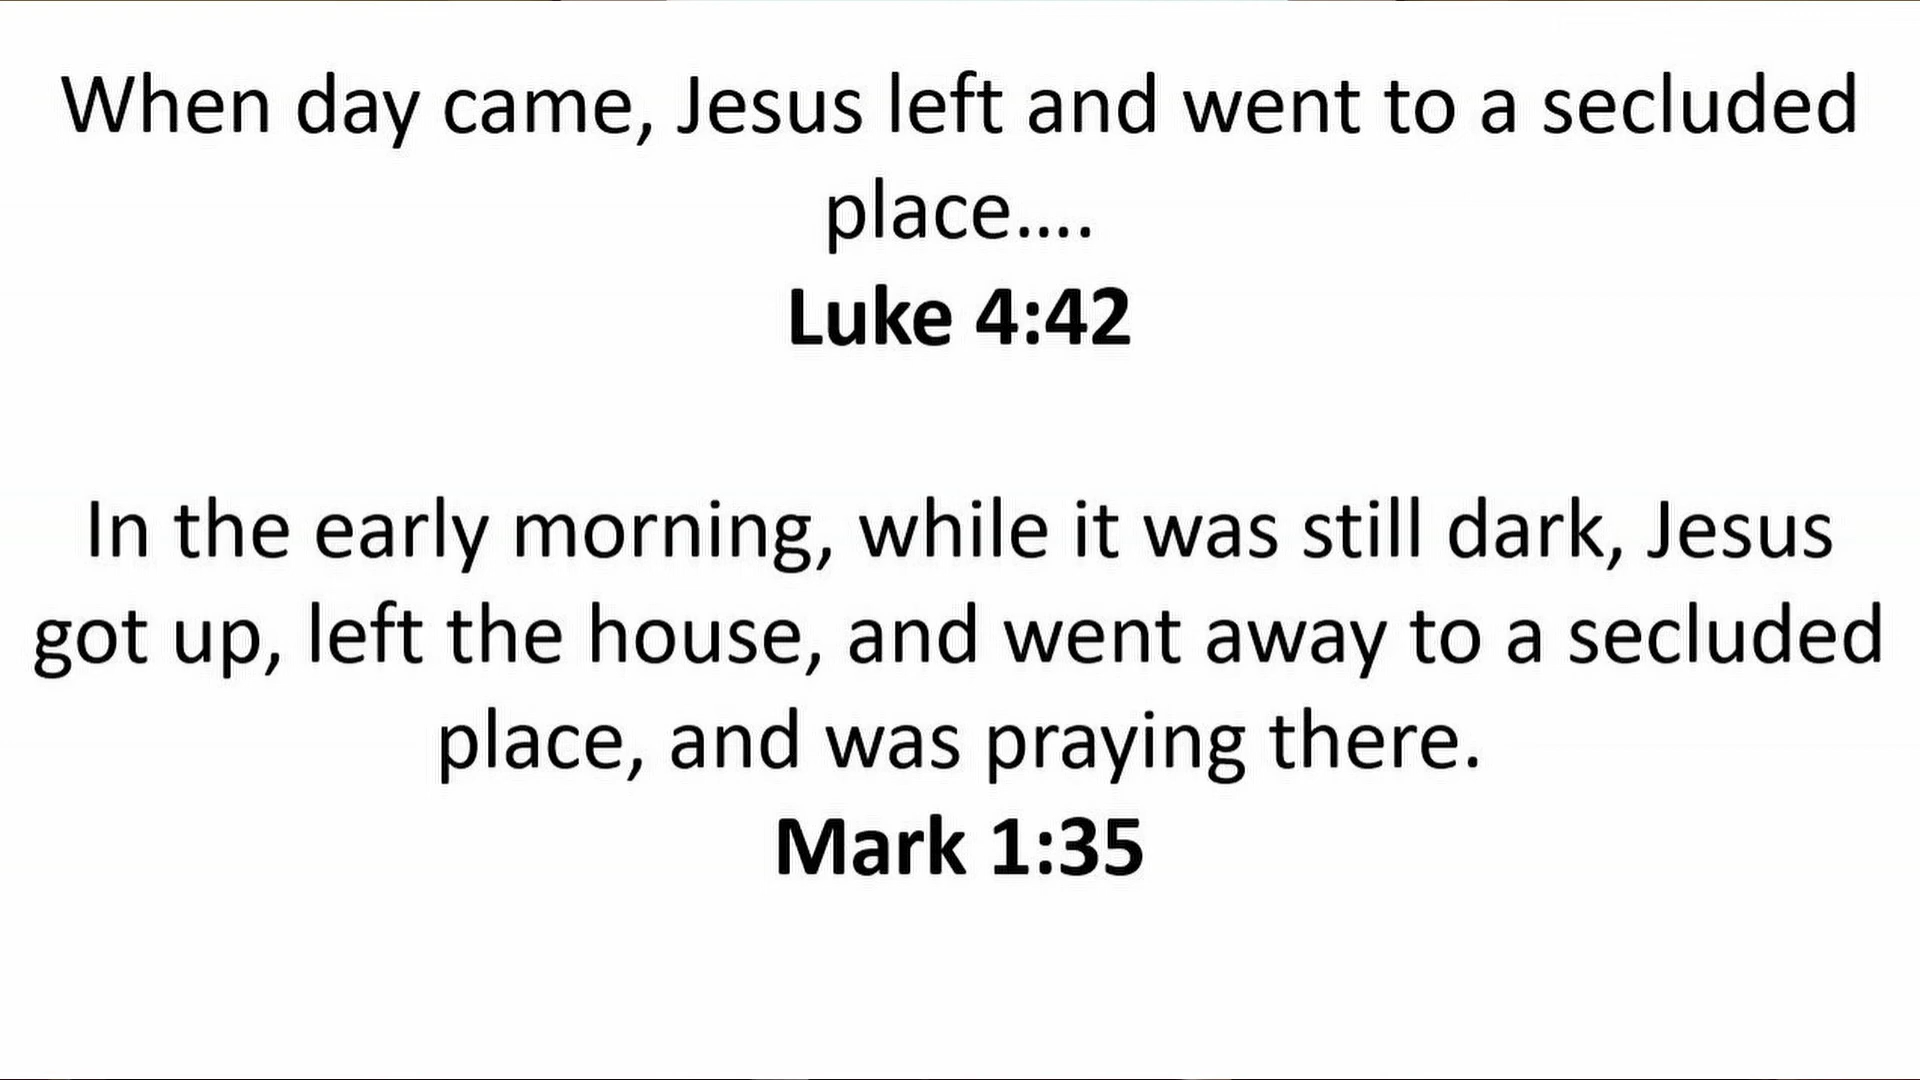 When day came, Jesus left and went to a secluded
place....
Luke 4:42
In the early morning, while it was still dark, Jesus
got up, left the house, and went away to a secluded
place, and was praying there.
Mark 1:35